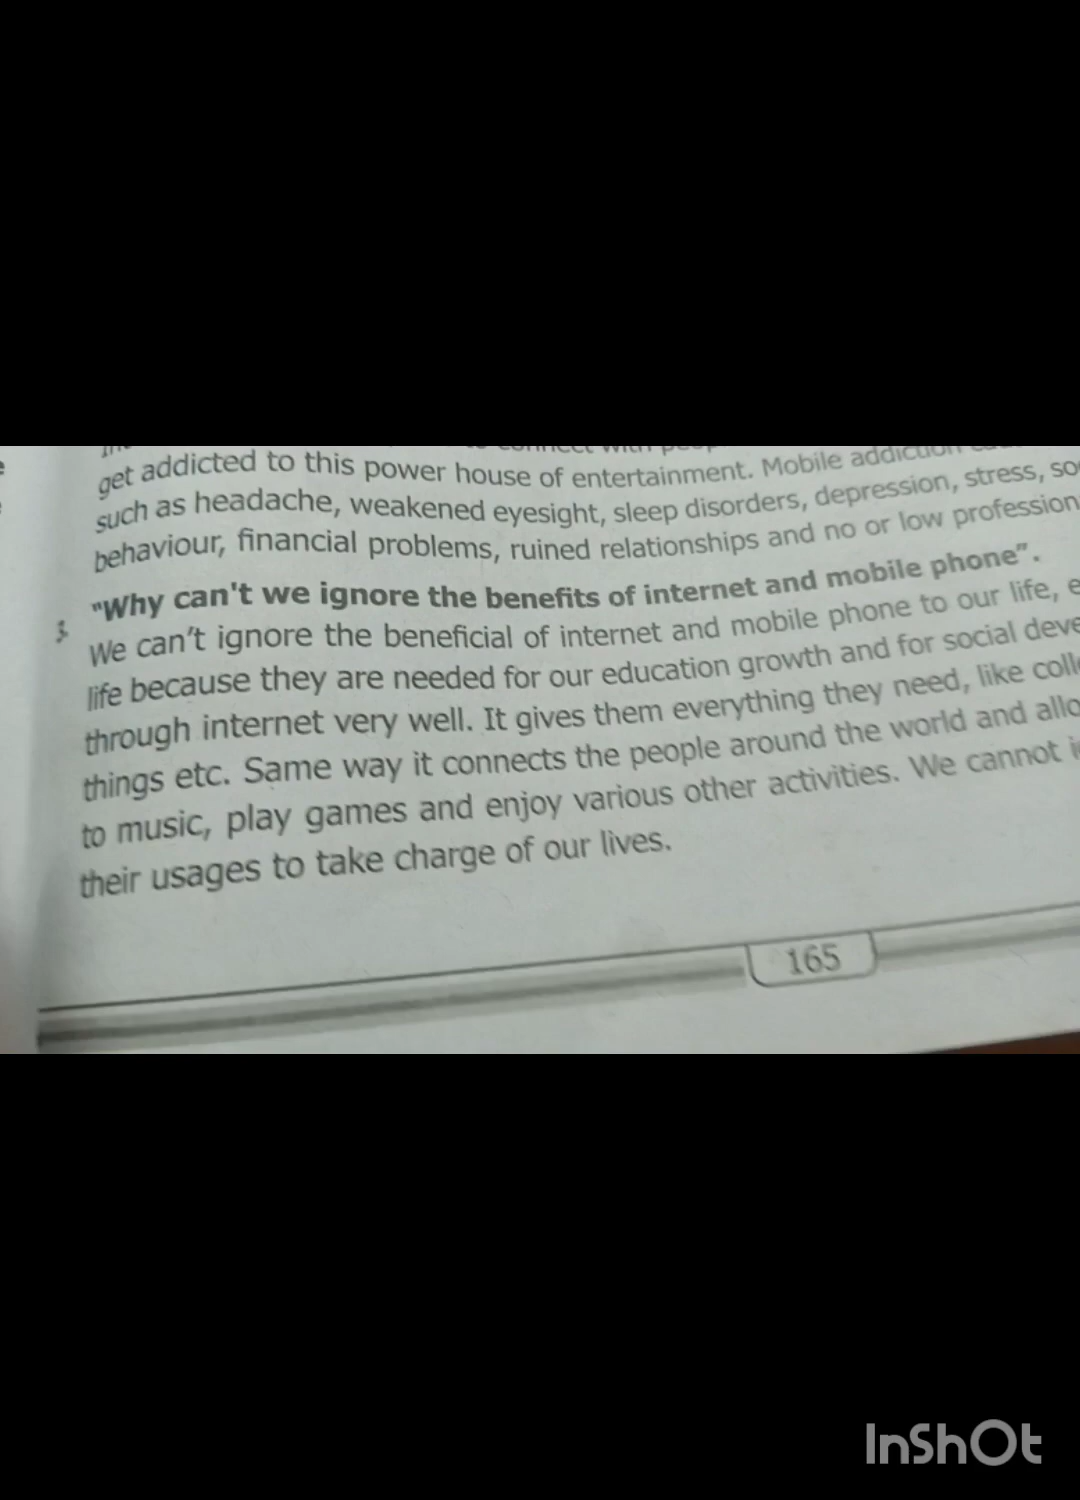 get addicted to this power house of entertainment. Mobile addiction
such as headache, weakened eyesight, sleep disorders, depression, stress,
behaviour, financial problems, ruined relationships and no or low profession
3. "Why can't we ignore the benefits of internet and mobile phone".
We can't ignore the beneficial of internet and mobile phone to our life,
life because they are needed for our education growth and for social deve
through internet very well. It gives them everything they need, like coll
things etc. Same way it connects the people around the world and allo
to music, play games and enjoy various other activities. We cannot
their usages to take charge of our lives.
165
InShOt